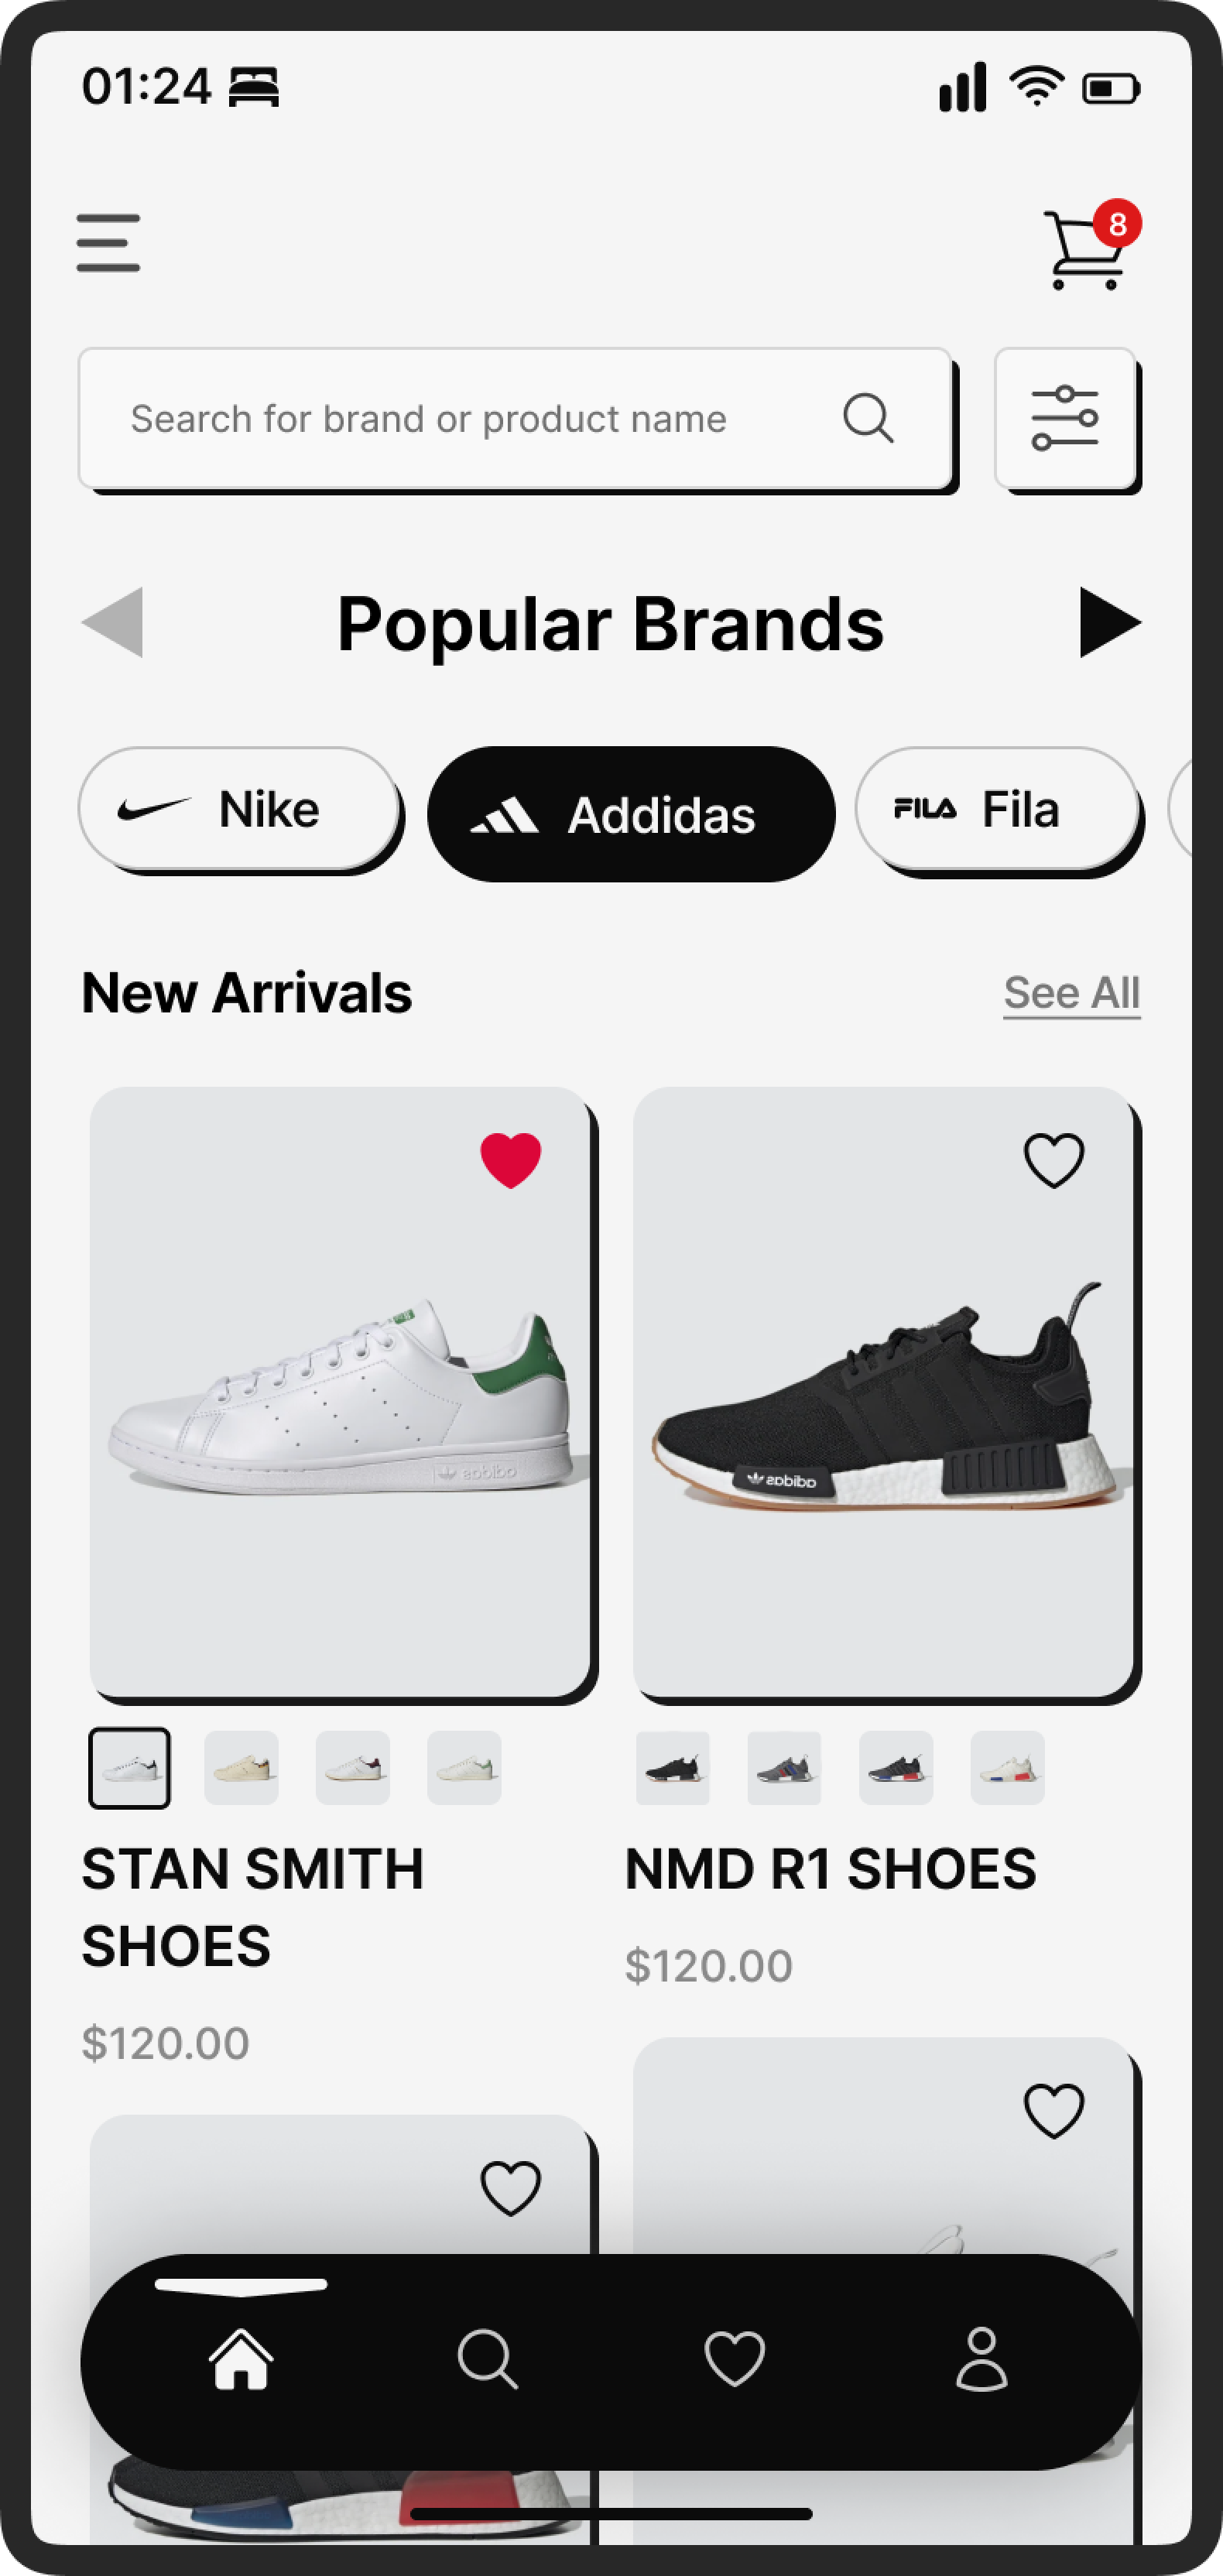 01:24
8
Search for brand or product name
Popular Brands
Nike
Addidas
FILA Fila
New Arrivals
See All
adidas
adidas
STAN SMITH
SHOES
$120.00
NMD R1 SHOES
$120.00